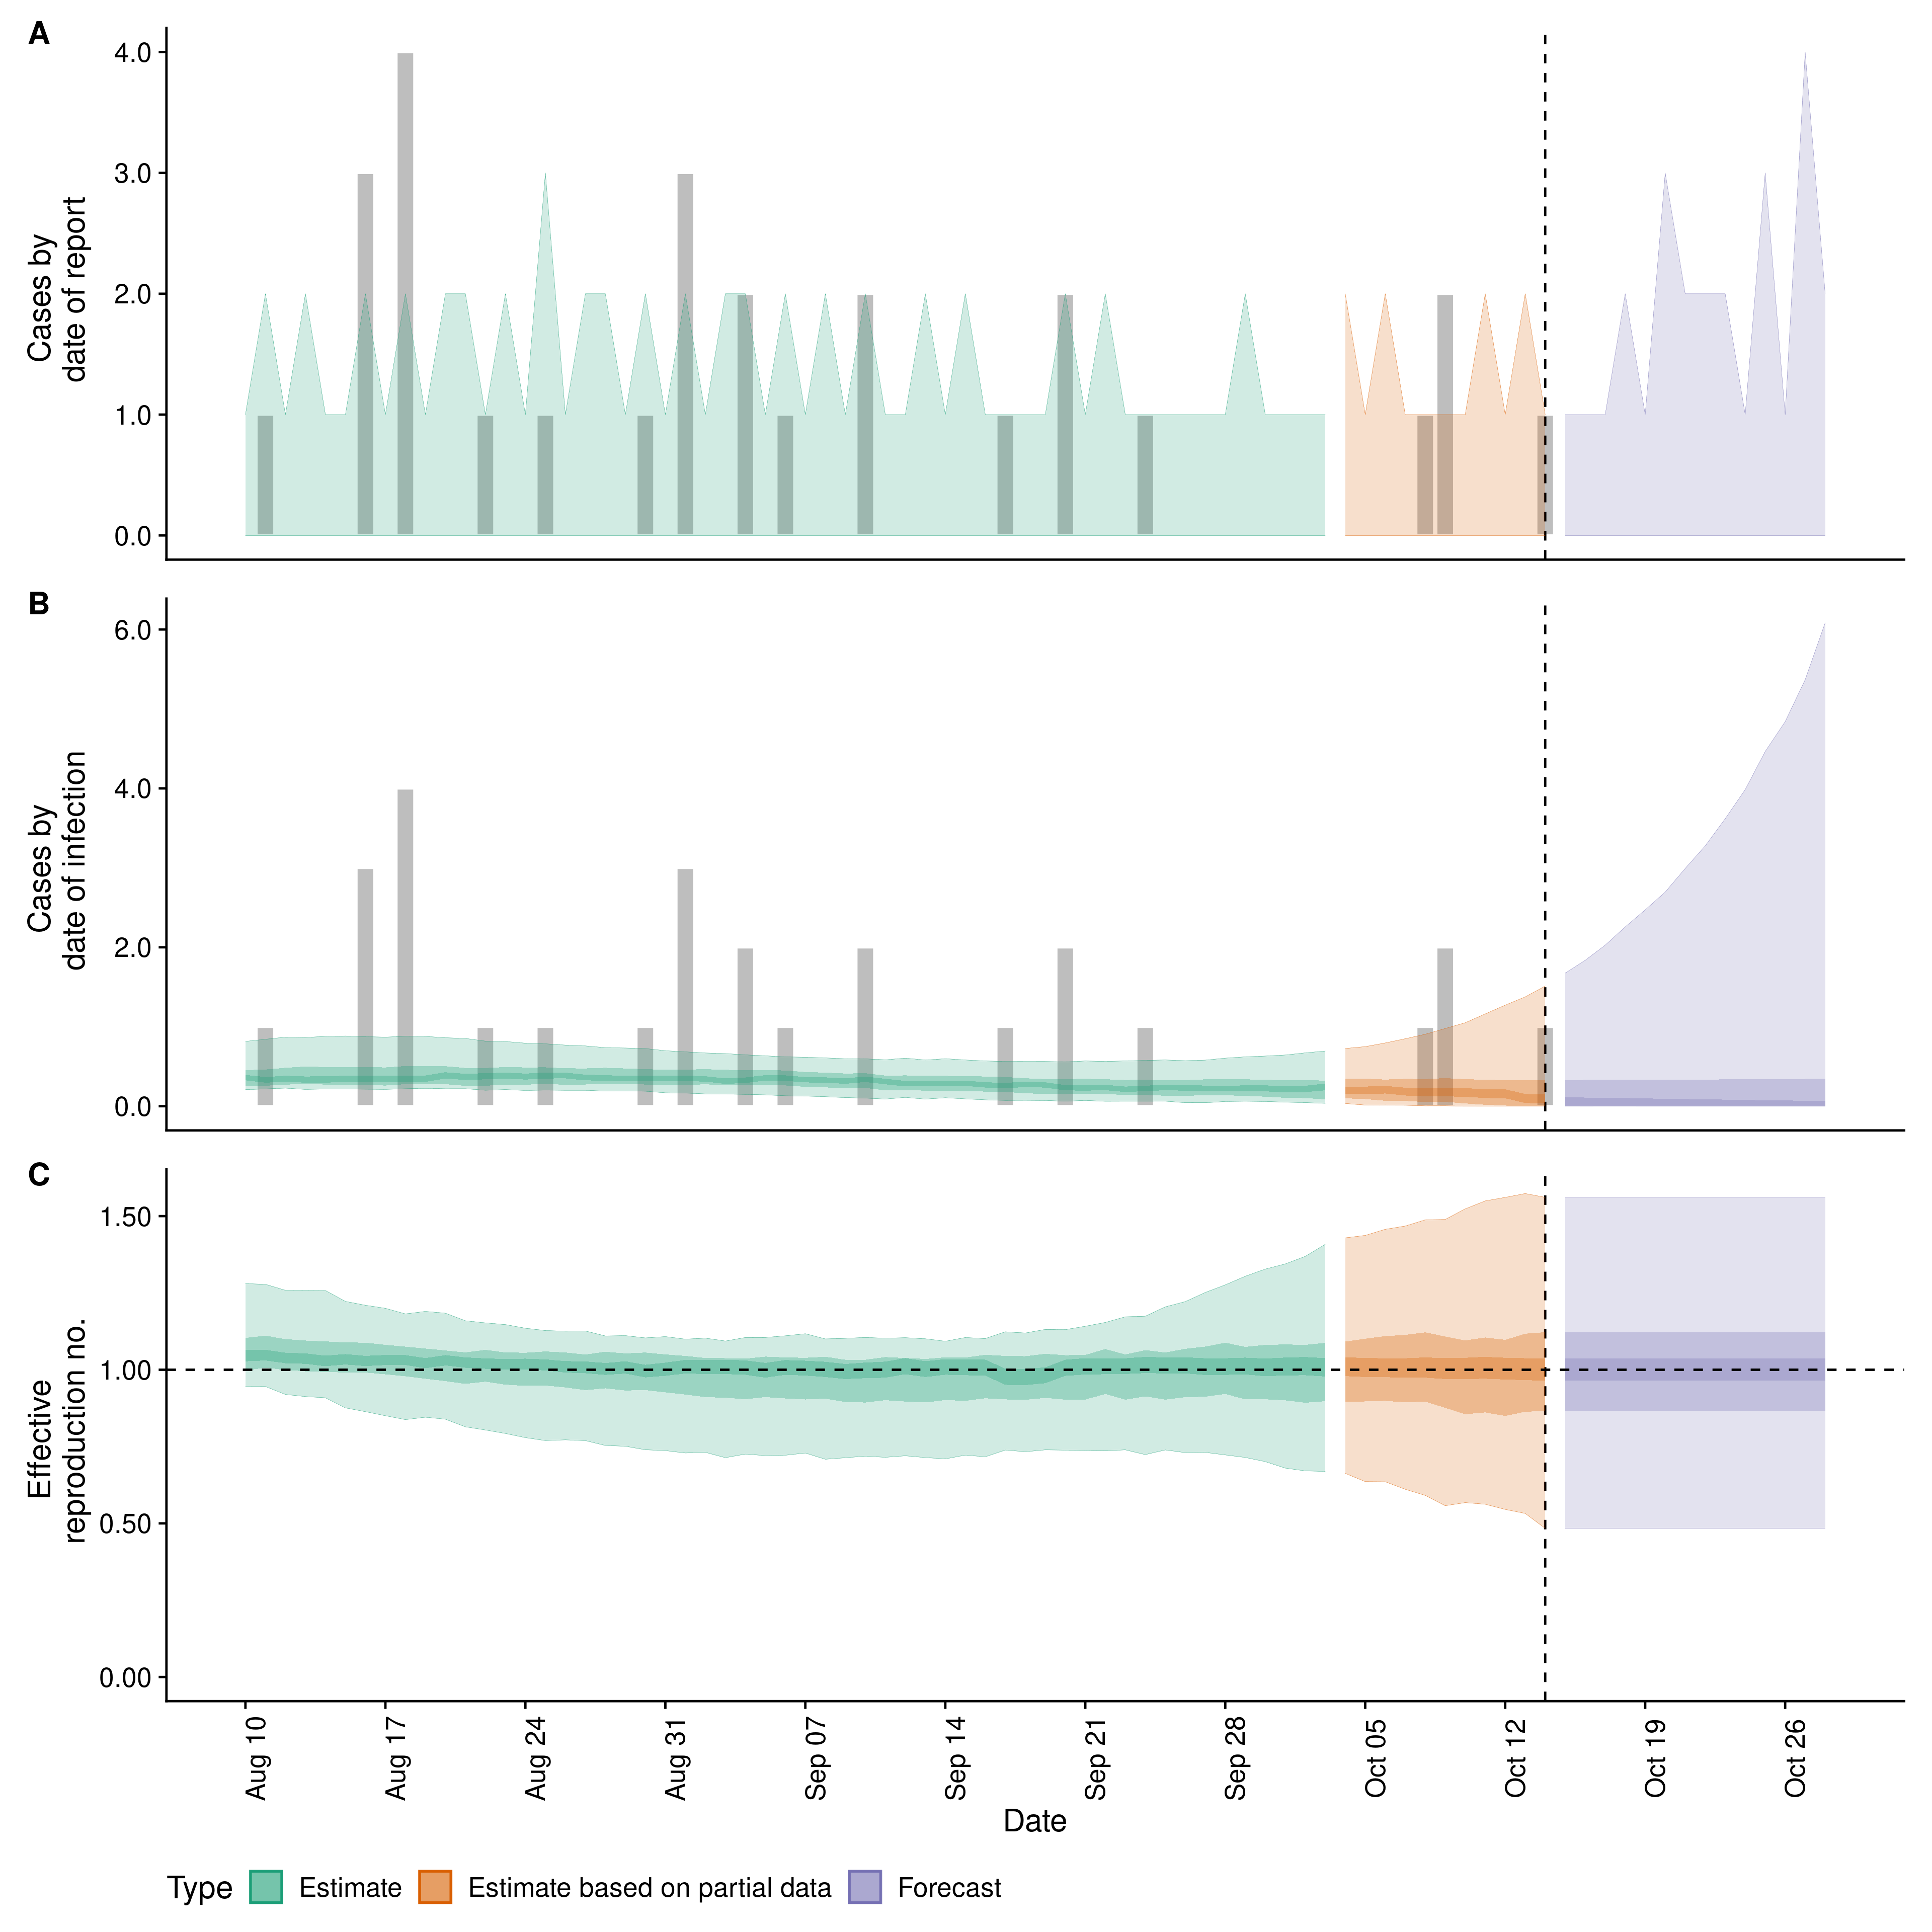 A
4.0
3.0
2.0
1.0
0.0
Cases by
date of report
B
6.0
4.0
2.0
0.0
Cases by
date of infection
C
1.50
1.00
0.50
0.00
Effective
reproduction no.
Aug 10
Aug 17
Aug 24
Aug 31
Sep 07
Sep 14
Sep 21
Sep 28
Oct 05
Oct 12
Oct 19
Oct 26
Date
Type Estimate Estimate based on partial data Forecast